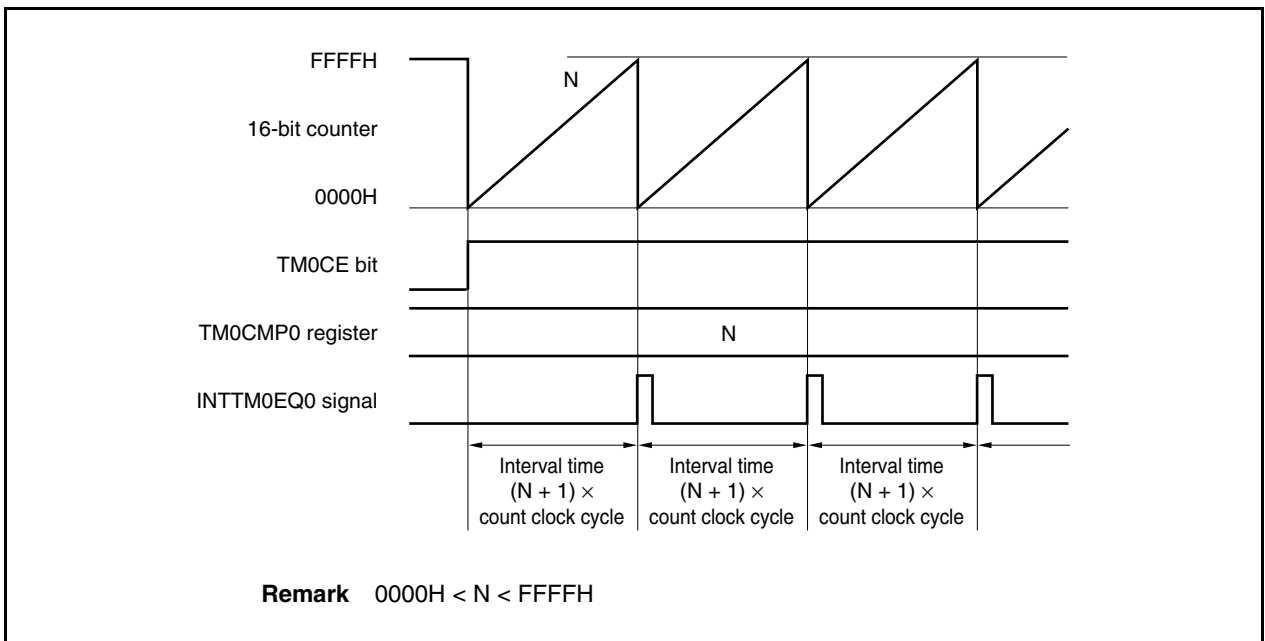 FFFFH
N
16-bit counter
0000H
TM0CE bit
TM0CMP0 register
N
INTTM0EQ0 signal
Interval time
(N + 1) ×
count clock cycle
Interval time
(N + 1) ×
count clock cycle
Interval time
(N + 1) ×
count clock cycle
Remark 0000H < N < FFFFH